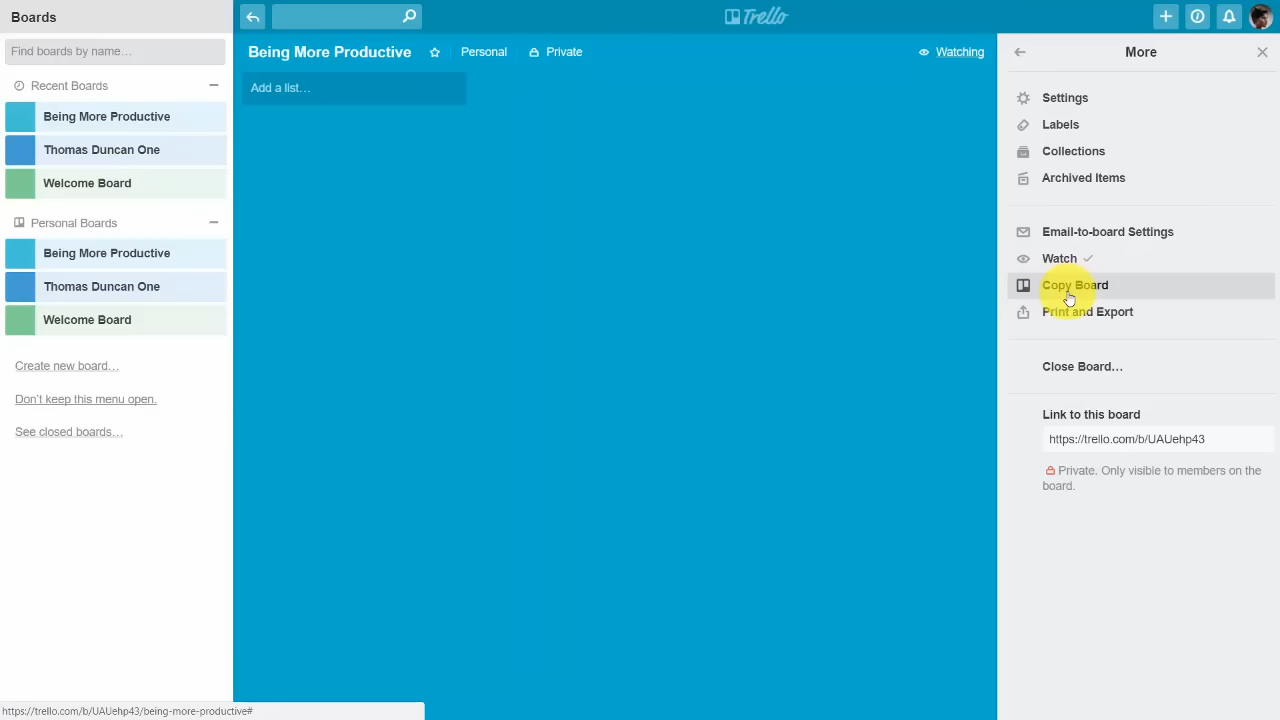 Boards
Find boards by name…
Recent Boards
Being More Productive
Thomas Duncan One
Welcome Board
Personal Boards
Being More Productive
Thomas Duncan One
Welcome Board
Create new board…
Don't keep this menu open.
See closed boards…
Trello
Being More Productive
Personal
Private
Add a list…
Watching
More
Settings
Labels
Collections
Archived Items
Email-to-board Settings
Watch
Copy Board
Print and Export
Close Board…
Link to this board
https://trello.com/b/UAUehp43
Private. Only visible to members on the
board.
https://trello.com/b/UAUehp43/being-more-productive#